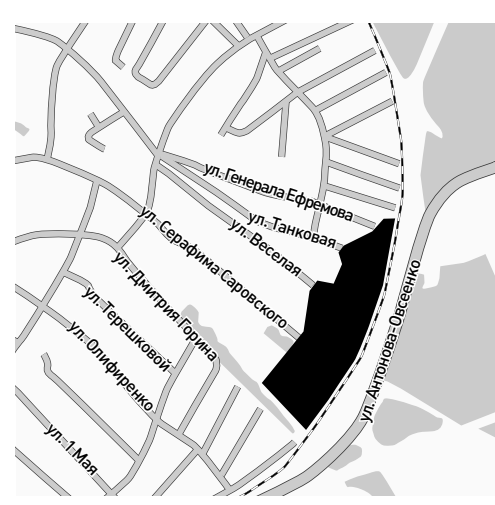 ул. Генерала Ефремова
ул. Танковая
ул. Веселая
ул. Серафима Саровского
ул. Дмитрия Горина
ул. Терешковой
ул. Олифиренко
ул. 1 Мая
ул. Антонова-Овсеенко